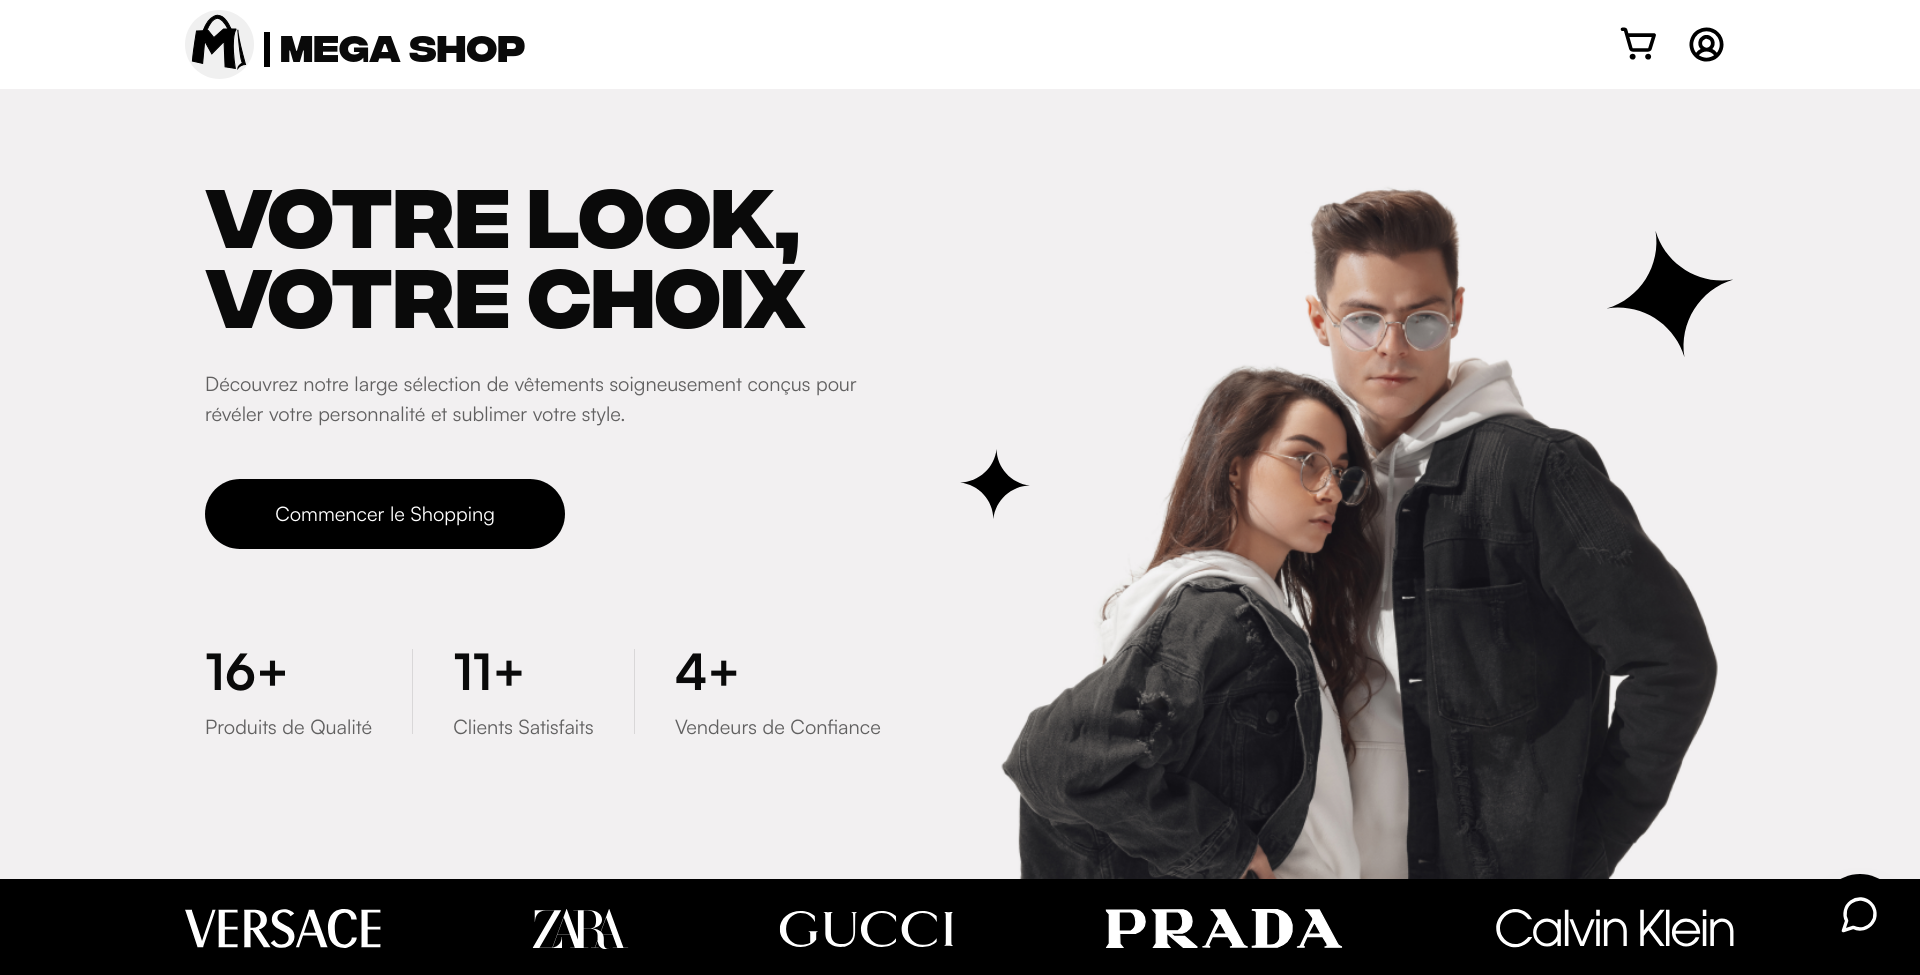 MEGA SHOP
VOTRE LOOK,
VOTRE CHOIX
Découvrez notre large sélection de vêtements soigneusement conçus pour
révéler votre personnalité et sublimer votre style.
Commencer le Shopping
16+
Produits de Qualité
11+
Clients Satisfaits
4+
Vendeurs de Confiance
VERSACE
ZARA
GUCCI
PRADA
Calvin Klein